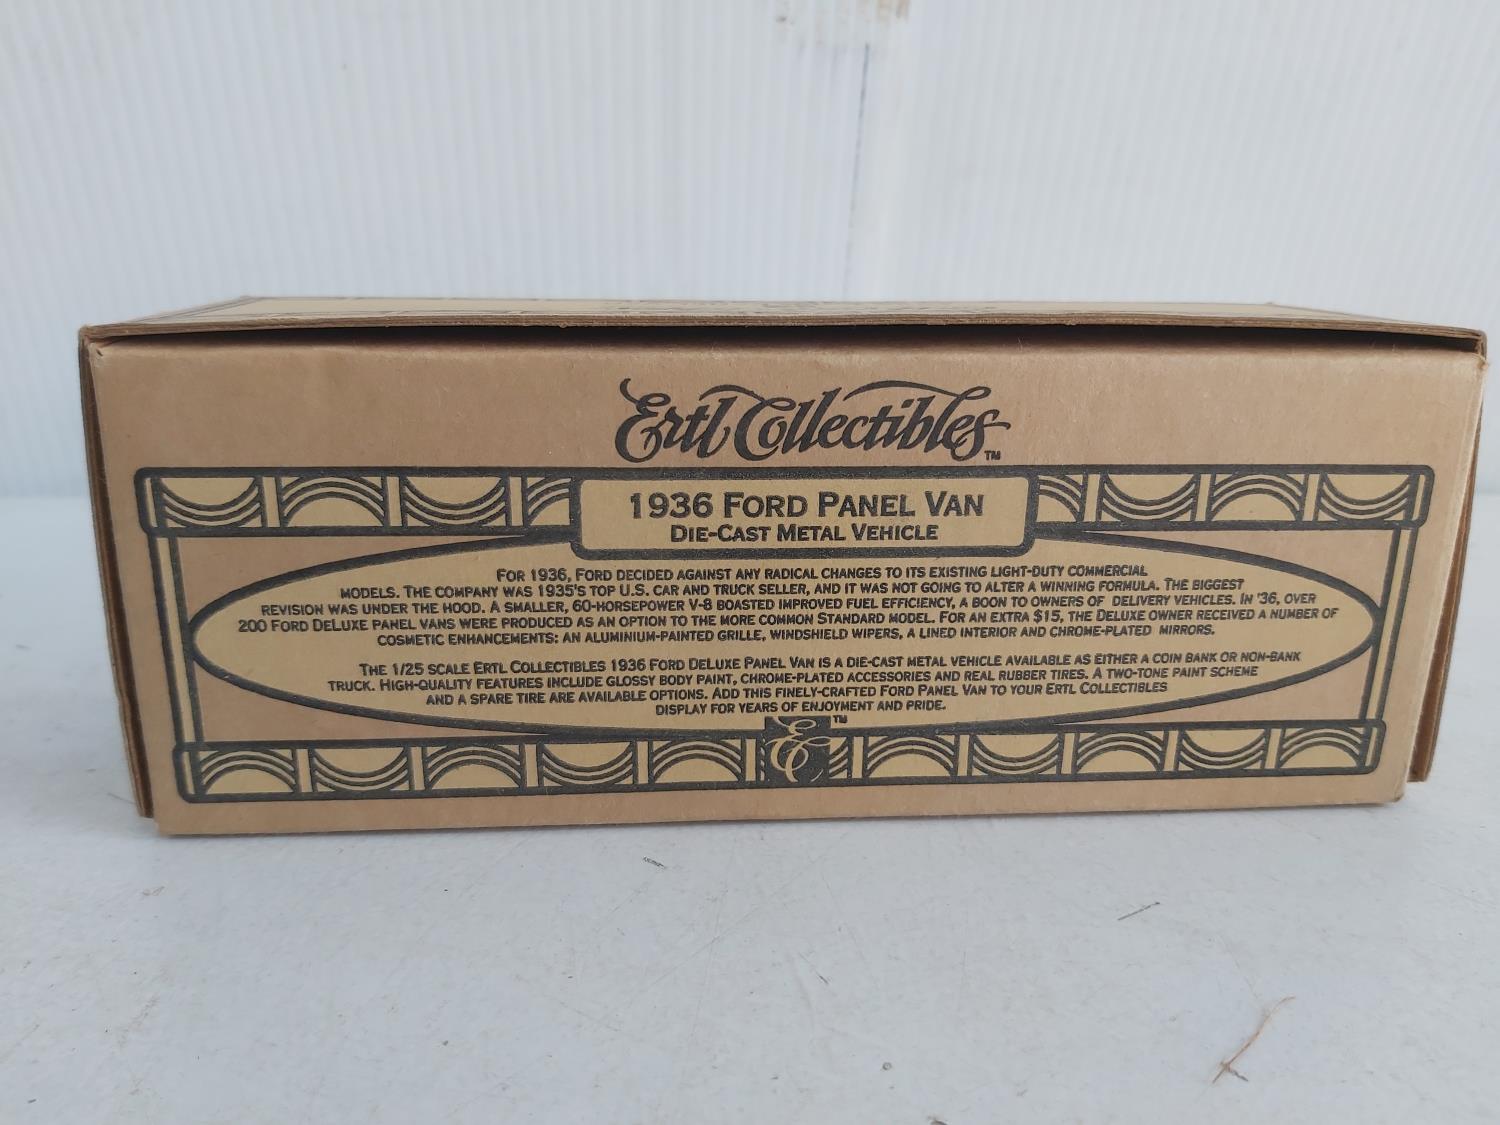 Ertl Collectibles™
1936 FORD PANEL VAN
DIE-CAST METAL VEHICLE
FOR 1936, FORD DECIDED AGAINST ANY RADICAL CHANGES TO ITS EXISTING LIGHT-DUTY COMMERCIAL
MODELS. THE COMPANY WAS 1935'S TOP U.S. CAR AND TRUCK SELLER, AND IT WAS NOT GOING TO ALTER A WINNING FORMULA. THE BIGGEST
REVISION WAS UNDER THE HOOD. A SMALLER, 60-HORSEPOWER V-8 BOASTED IMPROVED FUEL EFFICIENCY, A BOON TO OWNERS OF DELIVERY VEHICLES. IN '36, OVER
200 FORD DELUXE PANEL VANS WERE PRODUCED AS AN OPTION TO THE MORE COMMON STANDARD MODEL. FOR AN EXTRA $15, THE DELUXE OWNER RECEIVED A NUMBER OF
COSMETIC ENHANCEMENTS: AN ALUMINIUM-PAINTED GRILLE, WINDSHIELD WIPERS, A LINED INTERIOR AND CHROME-PLATED MIRRORS.
THE 1/25 SCALE ERTL COLLECTIBLES 1936 FORD DELUXE PANEL VAN IS A DIE-CAST METAL VEHICLE AVAILABLE AS EITHER A COIN BANK OR NON-BANK
TRUCK. HIGH-QUALITY FEATURES INCLUDE GLOSSY BODY PAINT, CHROME-PLATED ACCESSORIES AND REAL RUBBER TIRES. A TWO-TONE PAINT SCHEME
AND A SPARE TIRE ARE AVAILABLE OPTIONS. ADD THIS FINELY-CRAFTED FORD PANEL VAN TO YOUR ERTL COLLECTIBLES
DISPLAY FOR YEARS OF ENJOYMENT AND PRIDE.
EC™